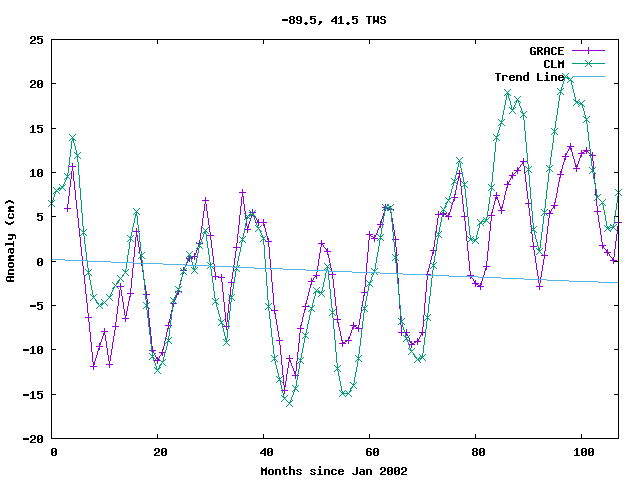 -89.5, 41.5 TWS
GRACE
CLM
Trend Line
25
20
15
10
5
0
-5
-10
-15
-20
Anomaly (cm)
0 20 40 60 80 100
Months since Jan 2002